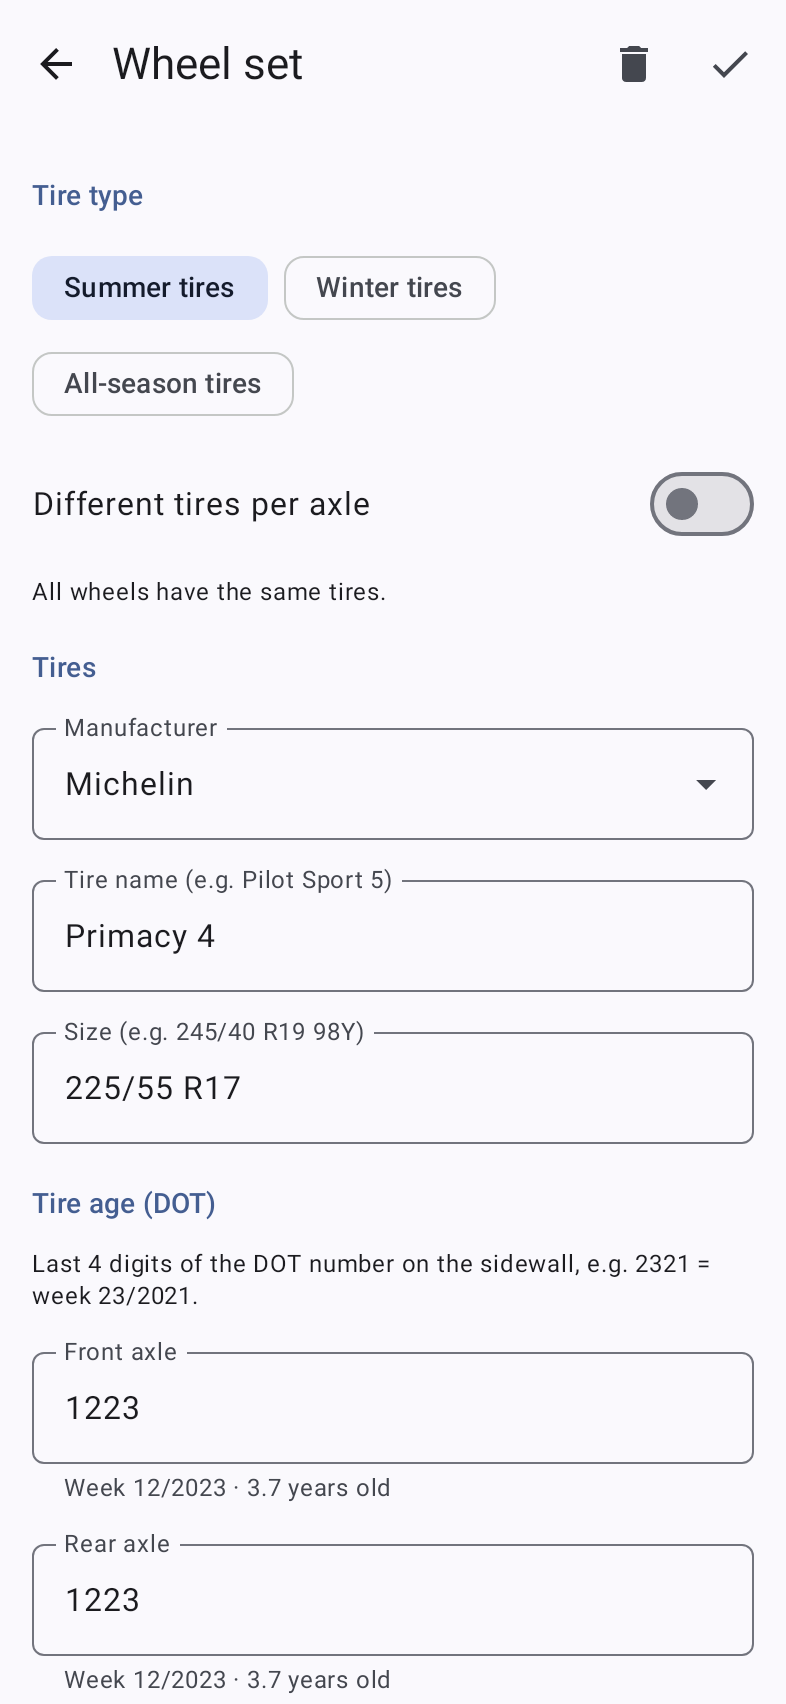 Wheel set
Tire type
Summer tires
Winter tires
All-season tires
Different tires per axle
All wheels have the same tires.
Tires
Manufacturer
Michelin
Tire name (e.g. Pilot Sport 5)
Primacy 4
Size (e.g. 245/40 R19 98Y)
225/55 R17
Tire age (DOT)
Last 4 digits of the DOT number on the sidewall, e.g. 2321 =
week 23/2021.
Front axle
1223
Week 12/2023 · 3.7 years old
Rear axle
1223
Week 12/2023 · 3.7 years old